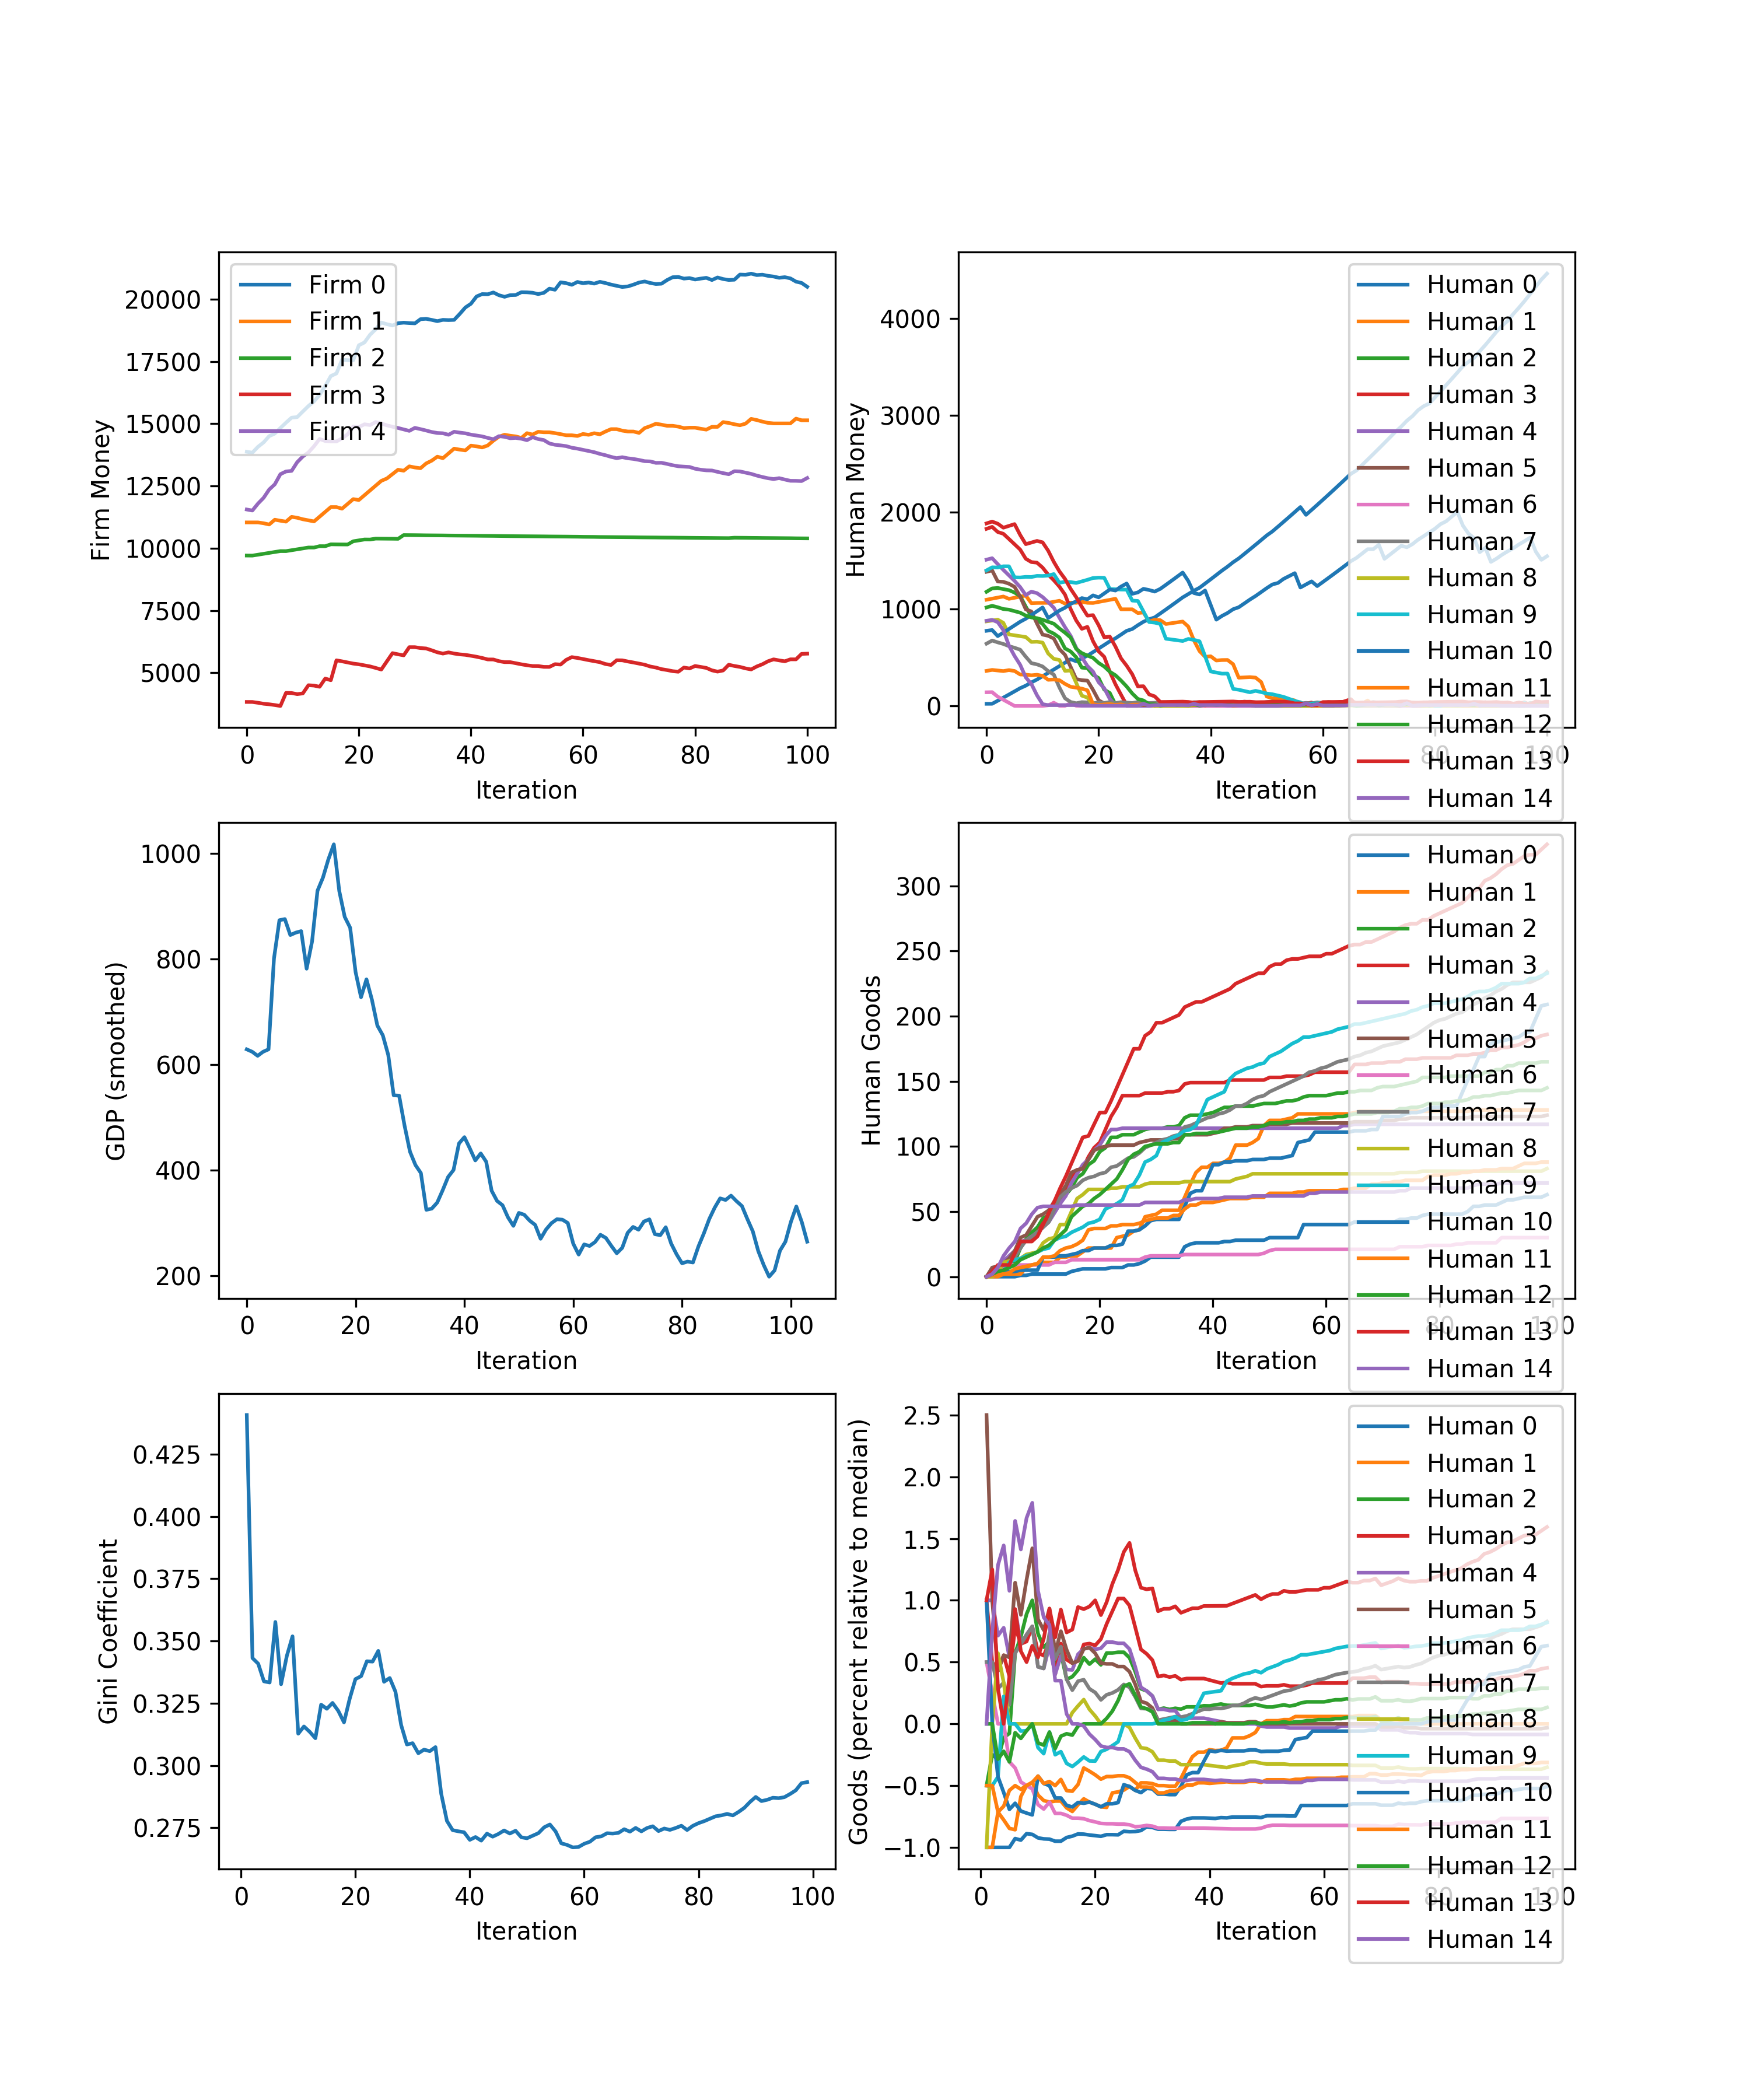 Firm Money
20000
17500
15000
12500
10000
7500
5000
Firm 0
Firm 1
Firm 2
Firm 3
Firm 4
0 20 40 60 80 100
Iteration
Human Money
4000
3000
2000
1000
0
Human 0
Human 1
Human 2
Human 3
Human 4
Human 5
Human 6
Human 7
Human 8
Human 9
Human 10
Human 11
Human 12
Human 13
Human 14
0 20 40 60 80 100
Iteration
GDP (smoothed)
1000
800
600
400
200
0 20 40 60 80 100
Iteration
Human Goods
300
250
200
150
100
50
0
Human 0
Human 1
Human 2
Human 3
Human 4
Human 5
Human 6
Human 7
Human 8
Human 9
Human 10
Human 11
Human 12
Human 13
Human 14
0 20 40 60 80 100
Iteration
Gini Coefficient
0.425
0.400
0.375
0.350
0.325
0.300
0.275
0 20 40 60 80 100
Iteration
Goods (percent relative to median)
2.5
2.0
1.5
1.0
0.5
0.0
−0.5
−1.0
Human 0
Human 1
Human 2
Human 3
Human 4
Human 5
Human 6
Human 7
Human 8
Human 9
Human 10
Human 11
Human 12
Human 13
Human 14
0 20 40 60 80 100
Iteration